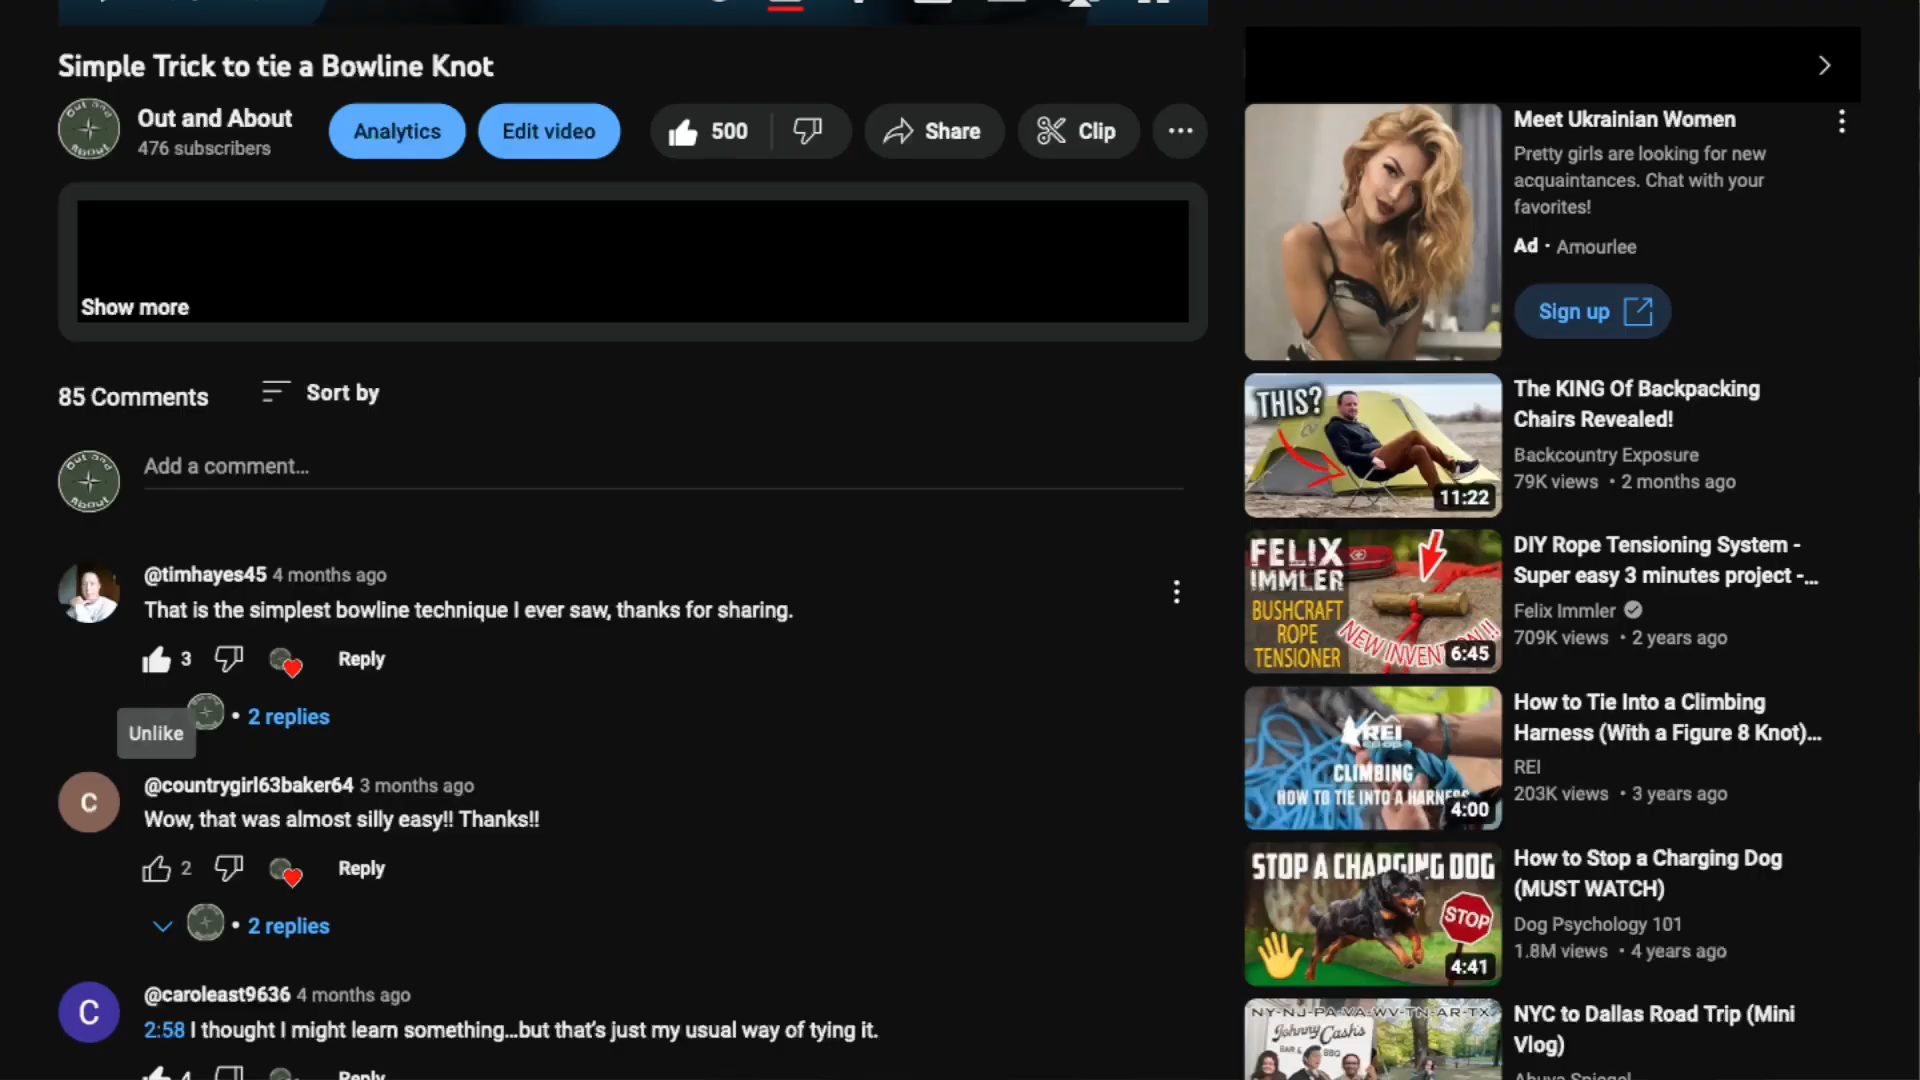 Simple Trick to tie a Bowline Knot
Out and About
476 subscribers
Analytics
Edit video
500
Share
Clip
Show more
85 Comments
Sort by
Add a comment...
@timhayes45 4 months ago
That is the simplest bowline technique I ever saw, thanks for sharing.
3
Reply
• 2 replies
Unlike
C
@countrygirl63baker64 3 months ago
Wow, that was almost silly easy!! Thanks!!
2
Reply
• 2 replies
C
@caroleast9636 4 months ago
2:58 I thought I might learn something...but that's just my usual way of tying it.
4
Reply
Meet Ukrainian Women
Pretty girls are looking for new
acquaintances. Chat with your
favorites!
Ad · Amourlee
Sign up
THIS?
11:22
The KING Of Backpacking
Chairs Revealed!
Backcountry Exposure
79K views • 2 months ago
FELIX
IMMLER
BUSHCRAFT
ROPE
TENSIONER
NEW INVENTION!!
6:45
DIY Rope Tensioning System -
Super easy 3 minutes project -...
Felix Immler
709K views • 2 years ago
REI
CO-OP
CLIMBING
HOW TO TIE INTO A HARNESS
4:00
How to Tie Into a Climbing
Harness (With a Figure 8 Knot)...
REI
203K views • 3 years ago
STOP A CHARGING DOG
STOP
4:41
How to Stop a Charging Dog
(MUST WATCH)
Dog Psychology 101
1.8M views • 4 years ago
NY-NJ-PA-VA-WV-TN-AR-TX
Johnny Cash's
BAR & BBQ
NYC to Dallas Road Trip (Mini
Vlog)